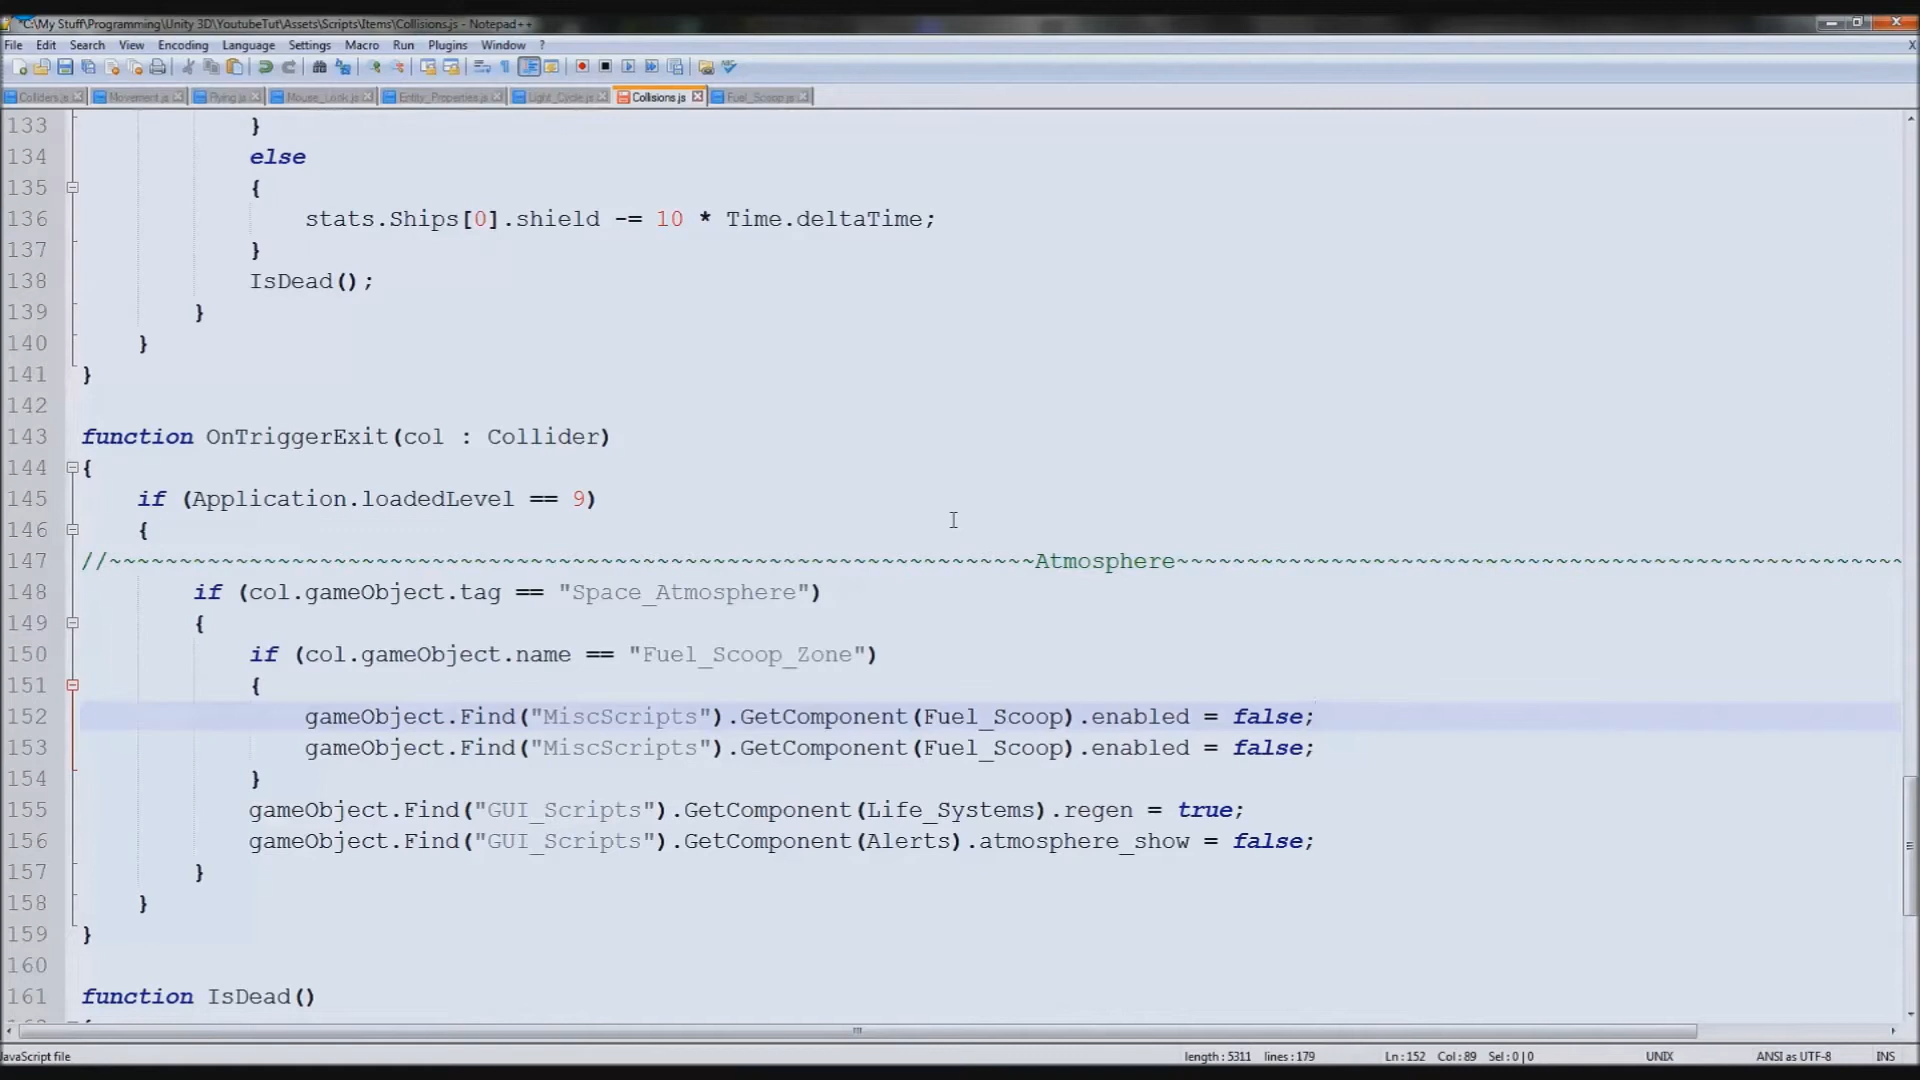 *C:\My Stuff\Programming\Unity 3D\YoutubeTut\Assets\Scripts\Items\Collisions.js - Notepad++
File Edit Search View Encoding Language Settings Macro Run Plugins Window ? X
Colliders.js Movement.js Flying.js Mouse_Look.js Entity_Properties.js Light_Cycle.js Collisions.js Fuel_Scoop.js
133 }
134 else
135 {
136 stats.Ships[0].shield -= 10 * Time.deltaTime;
137 }
138 IsDead();
139 }
140 }
141 }
142
143 function OnTriggerExit(col : Collider)
144 {
145 if (Application.loadedLevel == 9)
146 {
147 //~~~~~~~~~~~~~~~~~~~~~~~~~~~~~~~~~~~~~~~~~~~~~~~~~~~~~~~~~~~~~~~~~~Atmosphere~~~~~~~~~~~~~~~~~~~~~~~~~~~~~~~~~~~~~~~~~~~~~~~~~~~~
148 if (col.gameObject.tag == "Space_Atmosphere")
149 {
150 if (col.gameObject.name == "Fuel_Scoop_Zone")
151 {
152 gameObject.Find("MiscScripts").GetComponent(Fuel_Scoop).enabled = false;
153 gameObject.Find("MiscScripts").GetComponent(Fuel_Scoop).enabled = false;
154 }
155 gameObject.Find("GUI_Scripts").GetComponent(Life_Systems).regen = true;
156 gameObject.Find("GUI_Scripts").GetComponent(Alerts).atmosphere_show = false;
157 }
158 }
159 }
160
161 function IsDead()
JavaScript file length : 5311 lines : 179 Ln : 152 Col : 89 Sel : 0 | 0 UNIX ANSI as UTF-8 INS